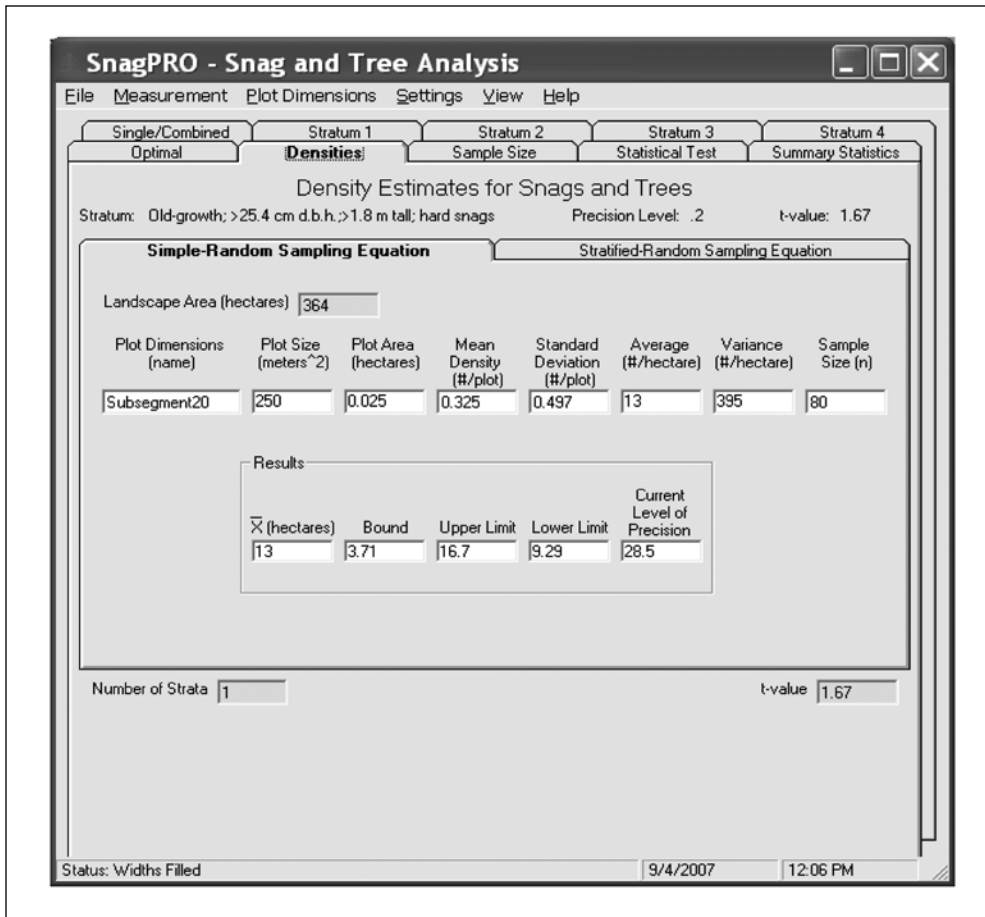 SnagPRO - Snag and Tree Analysis
File Measurement Plot Dimensions Settings View Help
Single/Combined Stratum 1 Stratum 2 Stratum 3 Stratum 4
Optimal Densities Sample Size Statistical Test Summary Statistics
Density Estimates for Snags and Trees
Stratum: Old-growth; >25.4 cm d.b.h.;>1.8 m tall; hard snags Precision Level: .2 t-value: 1.67
Simple-Random Sampling Equation Stratified-Random Sampling Equation
Landscape Area (hectares) 364
Plot Dimensions (name) Plot Size (meters^2) Plot Area (hectares) Mean Density (#/plot) Standard Deviation (#/plot) Average (#/hectare) Variance (#/hectare) Sample Size (n)
Subsegment20 250 0.025 0.325 0.497 13 395 80
Results
X̅ (hectares) Bound Upper Limit Lower Limit Current Level of Precision
13 3.71 16.7 9.29 28.5
Number of Strata 1 t-value 1.67
Status: Widths Filled 9/4/2007 12:06 PM